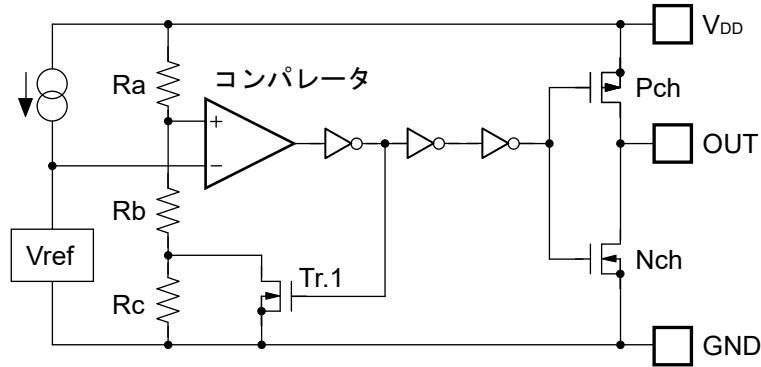 VDD
Ra
コンパレータ
Pch
+
−
OUT
Rb
Vref
Nch
Tr.1
Rc
GND